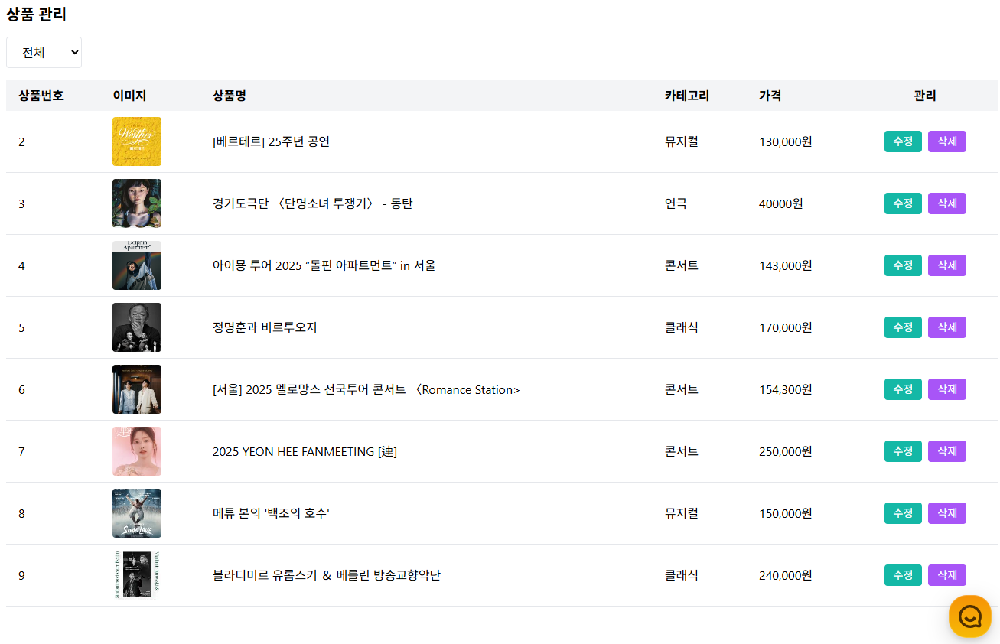 상품 관리
전체
상품번호 이미지 상품명 카테고리 가격 관리
2 Werther [베르테르] 25주년 공연 뮤지컬 130,000원 수정 삭제
3 경기도극단 〈단명소녀 투쟁기〉 - 동탄 연극 40000원 수정 삭제
Dolphin
Apartment"
4 아이묭 투어 2025 “돌핀 아파트먼트” in 서울 콘서트 143,000원 수정 삭제
5 정명훈과 비르투오지 클래식 170,000원 수정 삭제
6 [서울] 2025 멜로망스 전국투어 콘서트 〈Romance Station> 콘서트 154,300원 수정 삭제
7 2025 YEON HEE FANMEETING [連] 콘서트 250,000원 수정 삭제
8 SWAN LAKE 메튜 본의 '백조의 호수' 뮤지컬 150,000원 수정 삭제
9 블라디미르 유롭스키 ＆ 베를린 방송교향악단 클래식 240,000원 수정 삭제